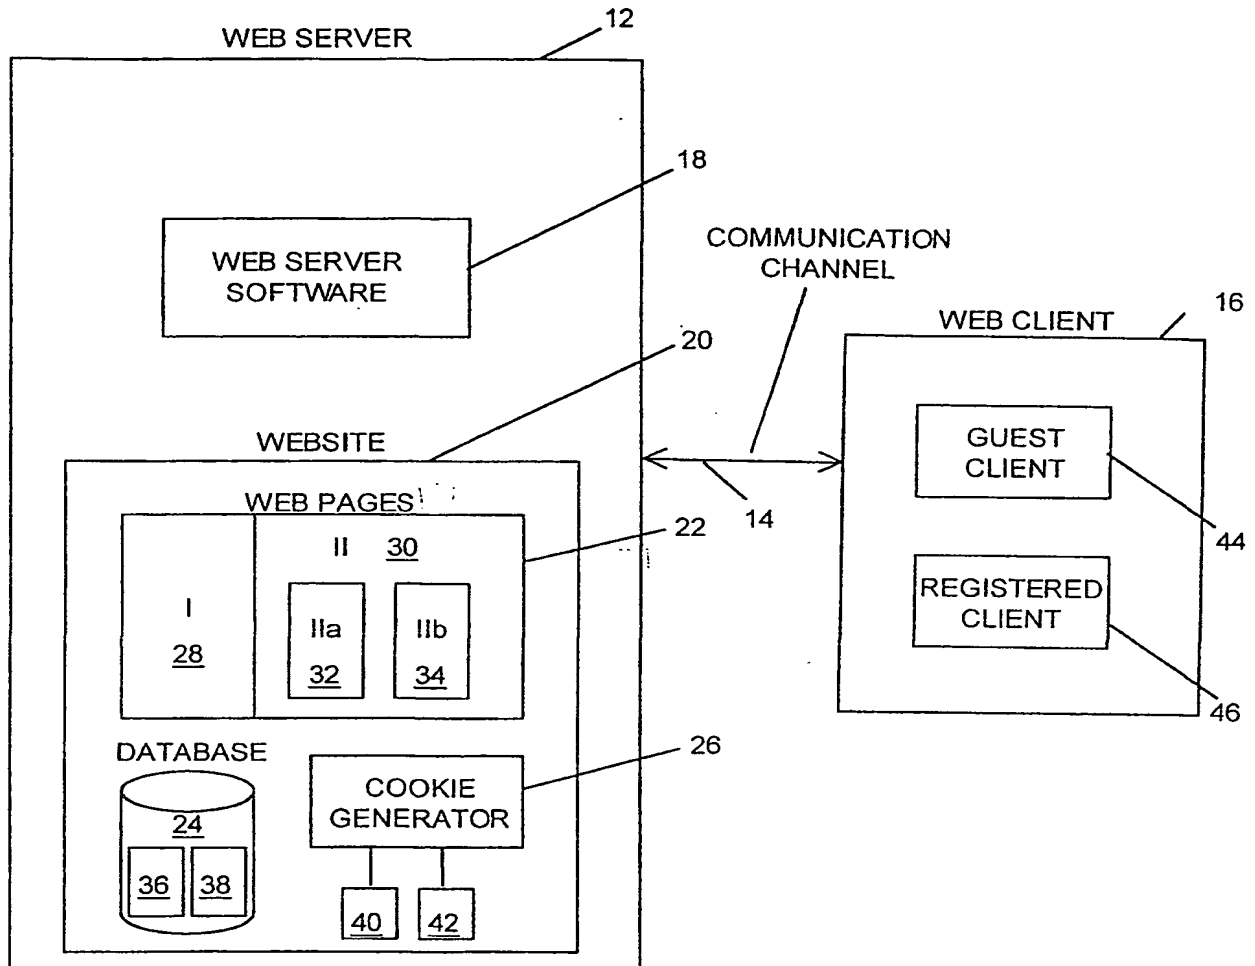 WEB SERVER
12
18
WEB SERVER
SOFTWARE
COMMUNICATION
CHANNEL
16
WEB CLIENT
20
GUEST
CLIENT
WEBSITE
WEB PAGES
14
22
44
II 30
I
28
IIa
32
IIb
34
REGISTERED
CLIENT
46
DATABASE
26
24
36
38
COOKIE
GENERATOR
40
42